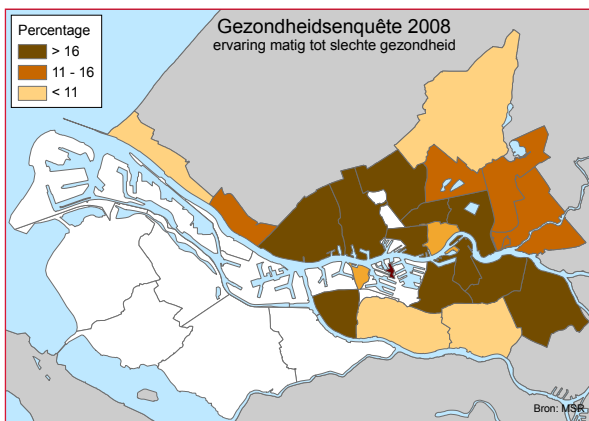 Gezondheidsenquête 2008
ervaring matig tot slechte gezondheid
Percentage
> 16
11 - 16
< 11
Bron: MSR